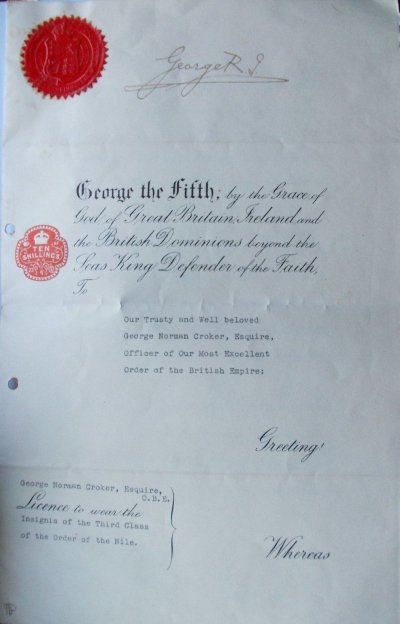 George R. I.
George the Fifth, by the Grace of
God, of Great Britain, Ireland, and
the British Dominions beyond the
Seas King Defender of the Faith,
TEN
SHILLINGS
To
Our Trusty and Well beloved
George Norman Croker, Esquire,
Officer of Our Most Excellent
Order of the British Empire:
Greeting!
George Norman Croker, Esquire,
O.B.E.
Licence to wear the
Insignia of the Third Class
of the Order of the Nile.
Whereas